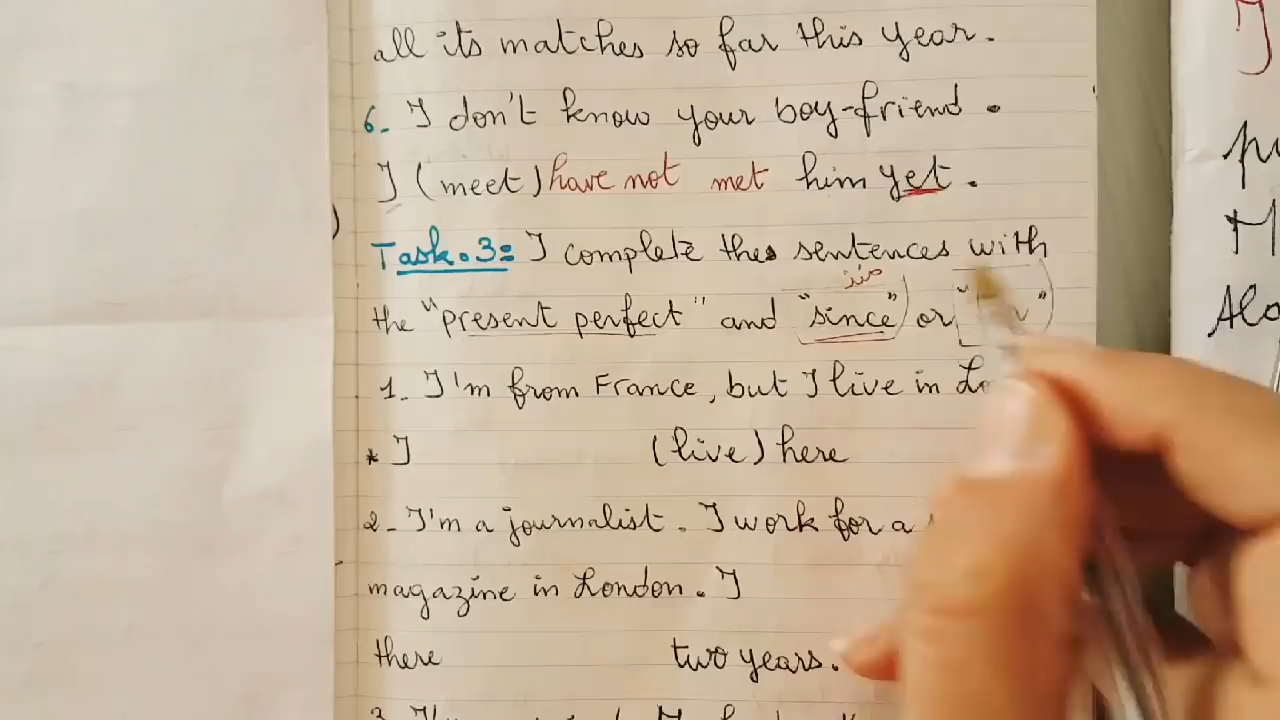 all its matches so far this year.
6. I don't know your boy-friend.
I (meet) have not met him yet.
Task.3: I complete thes sentences with
منذ
the "present perfect" and "since" or
1. I'm from France, but I live in
* I (live) here
2- I'm a journalist. I work for a
magazine in London. I
there two years.